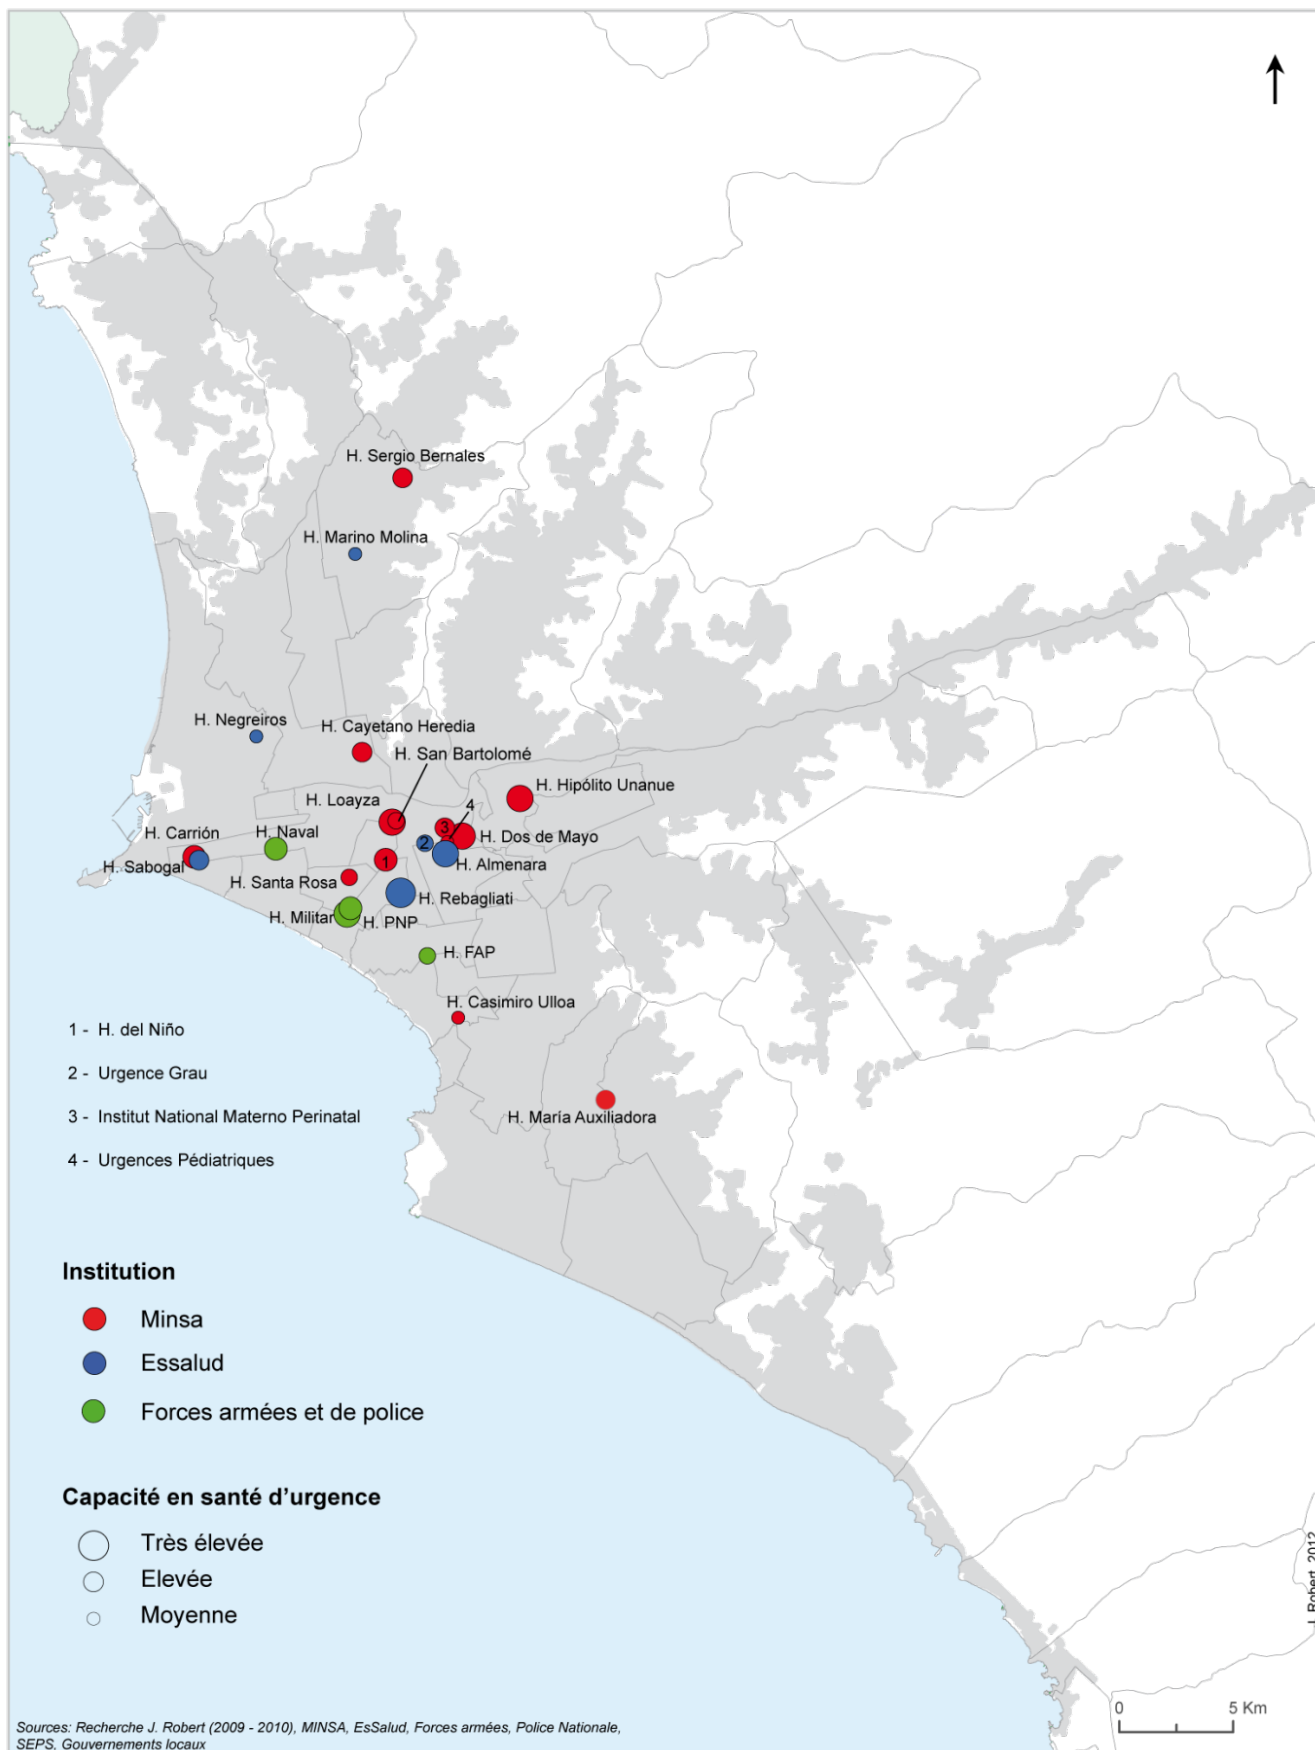 H. Sergio Bernales
H. Marino Molina
H. Negreiros
H. Cayetano Heredia
H. San Bartolomé
H. Hipólito Unanue
H. Loayza
4
3
H. Carrión
H. Naval
2
H. Dos de Mayo
H. Sabogal
1
H. Almenara
H. Santa Rosa
H. Rebagliati
H. Militar
H. PNP
H. FAP
H. Casimiro Ulloa
H. María Auxiliadora
1 - H. del Niño
2 - Urgence Grau
3 - Institut National Materno Perinatal
4 - Urgences Pédiatriques
Institution
Minsa
Essalud
Forces armées et de police
Capacité en santé d’urgence
Très élevée
Elevée
Moyenne
J. Robert, 2012
0 5 Km
Sources: Recherche J. Robert (2009 - 2010), MINSA, EsSalud, Forces armées, Police Nationale,
SEPS, Gouvernements locaux